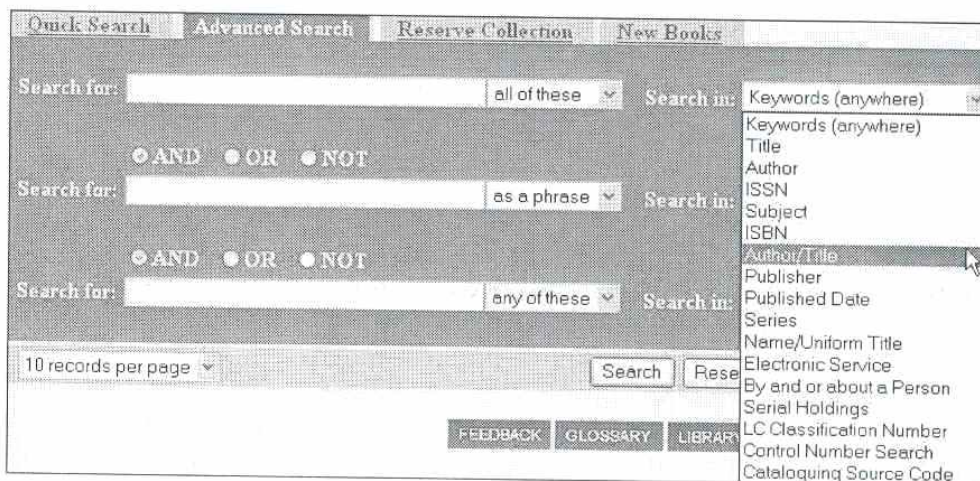 Quick Search Advanced Search Reserve Collection New Books
Search for: all of these Search in: Keywords (anywhere)
Keywords (anywhere)
Title
AND OR NOT
Author
ISSN
Search for: as a phrase Search in:
Subject
ISBN
AND OR NOT
Author/Title
Publisher
Search for: any of these Search in:
Published Date
Series
Name/Uniform Title
10 records per page Search Rese
Electronic Service
By and or about a Person
Serial Holdings
FEEDBACK GLOSSARY LIBRARY
LC Classification Number
Control Number Search
Cataloguing Source Code